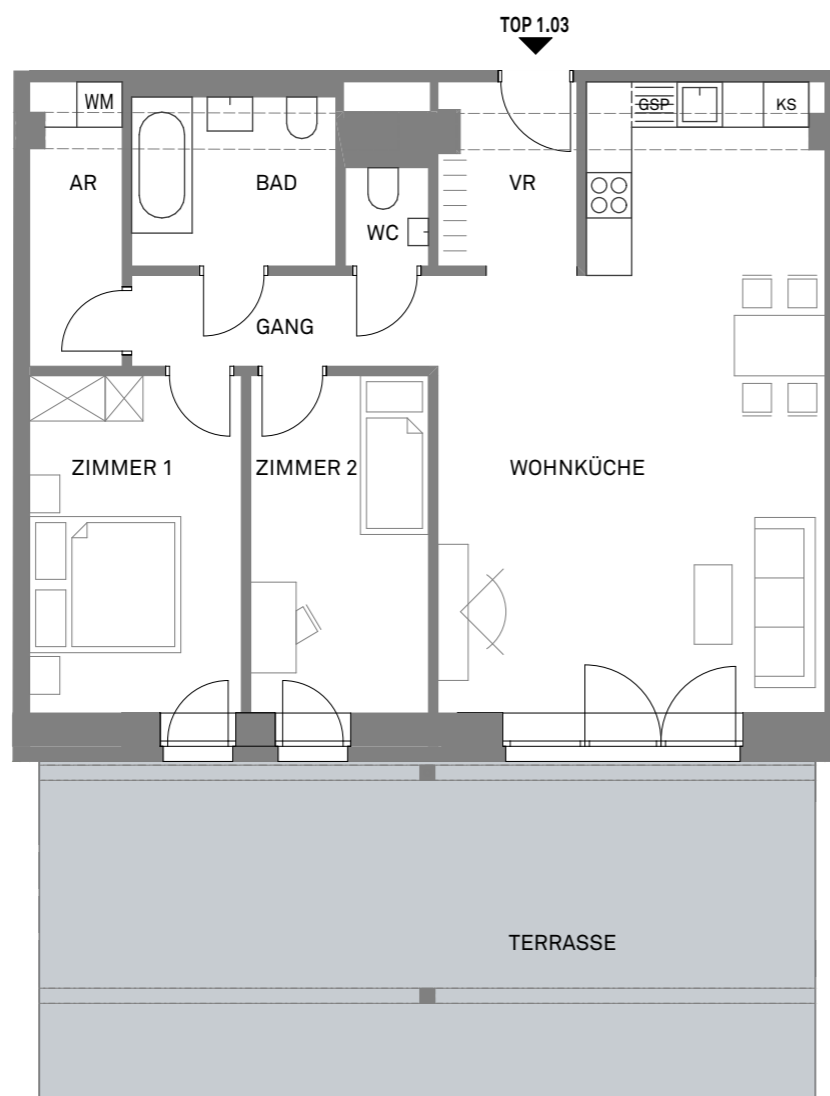 TOP 1.03
WM
GSP
KS
AR
BAD
VR
WC
GANG
ZIMMER 1
ZIMMER 2
WOHNKÜCHE
TERRASSE